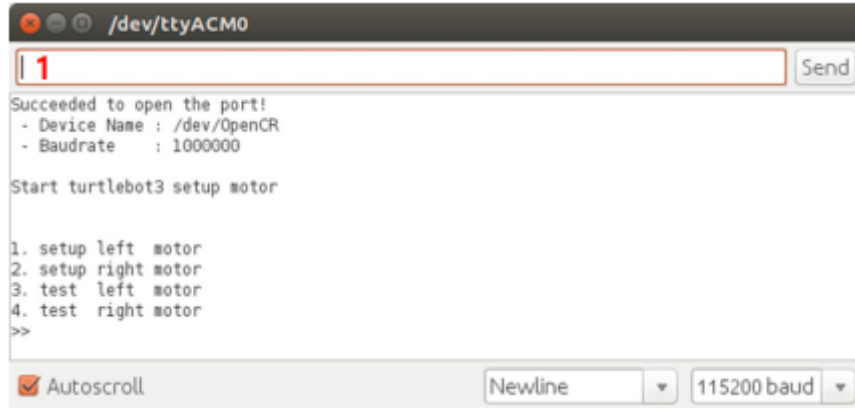 /dev/ttyACM0
1
Send
Succeeded to open the port!
- Device Name : /dev/OpenCR
- Baudrate    : 1000000
Start turtlebot3 setup motor
1. setup left  motor
2. setup right motor
3. test  left  motor
4. test  right motor
>>
Autoscroll
Newline
115200 baud